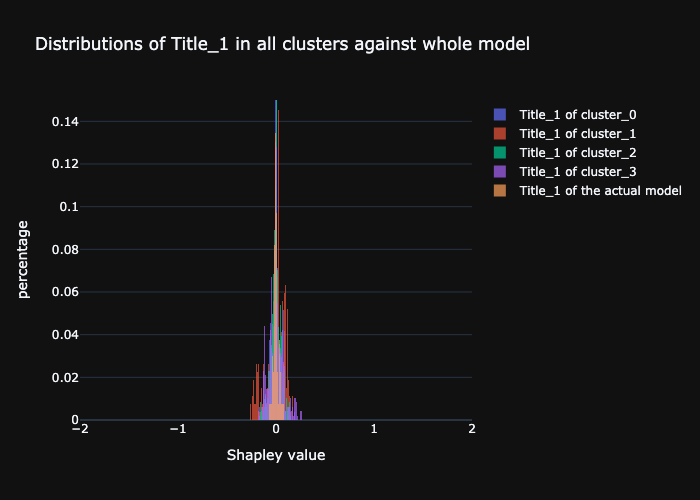 Distributions of Title_1 in all clusters against whole model
Title_1 of cluster_0
Title_1 of cluster_1
Title_1 of cluster_2
Title_1 of cluster_3
Title_1 of the actual model
percentage
0.14
0.12
0.1
0.08
0.06
0.04
0.02
0
−2
−1
0
1
2
Shapley value